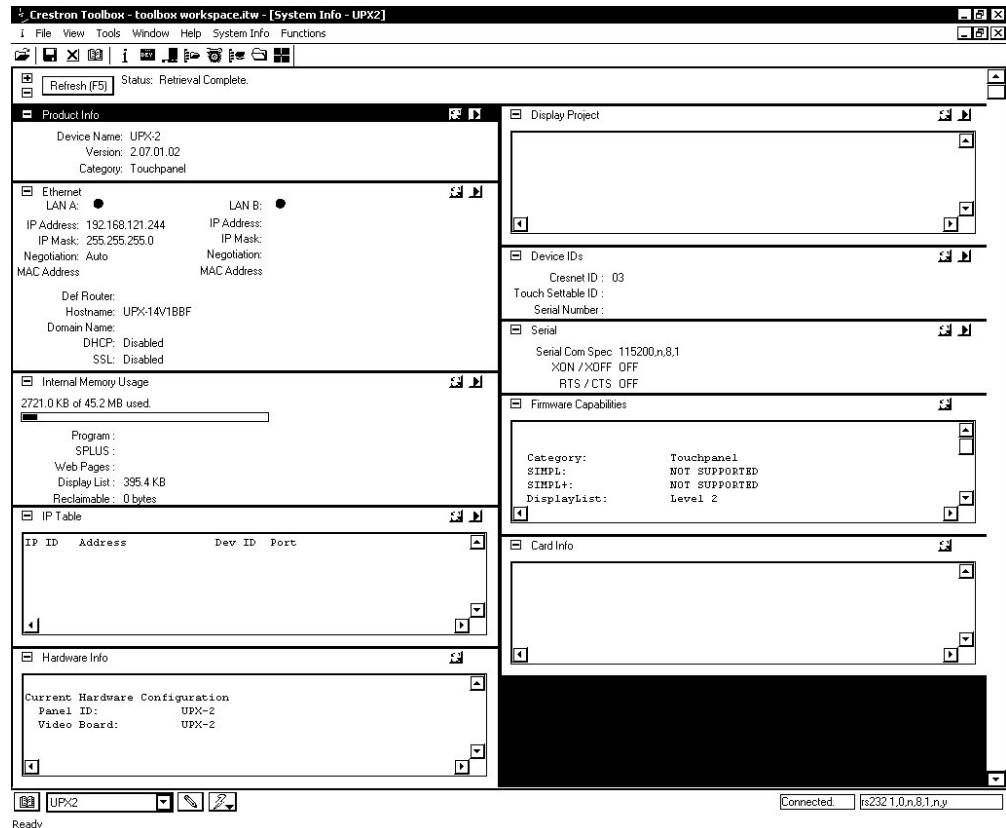 Crestron Toolbox - toolbox workspace.itw - [System Info - UPX2]
File View Tools Window Help System Info Functions
Refresh (F5) Status: Retrieval Complete.
Product Info
Device Name: UPX-2
Version: 2.07.01.02
Category: Touchpanel
Ethernet
LAN A: LAN B:
IP Address: 192.168.121.244 IP Address:
IP Mask: 255.255.255.0 IP Mask:
Negotiation: Auto Negotiation:
MAC Address MAC Address
Def Router:
Hostname: UPX-14V1BBF
Domain Name:
DHCP: Disabled
SSL: Disabled
Internal Memory Usage
2721.0 KB of 45.2 MB used.
Program :
SPLUS :
Web Pages :
Display List : 395.4 KB
Reclaimable : 0 bytes
IP Table
IP ID Address Dev ID Port
Hardware Info
Current Hardware Configuration
Panel ID: UPX-2
Video Board: UPX-2
Display Project
Device IDs
Cresnet ID : 03
Touch Settable ID :
Serial Number :
Serial
Serial Com Spec 115200,n,8,1
XON / XOFF OFF
RTS / CTS OFF
Firmware Capabilities
Category: Touchpanel
SIMPL: NOT SUPPORTED
SIMPL+: NOT SUPPORTED
DisplayList: Level 2
Card Info
UPX2
Connected. rs232 1,0,n,8,1,n,y
Ready